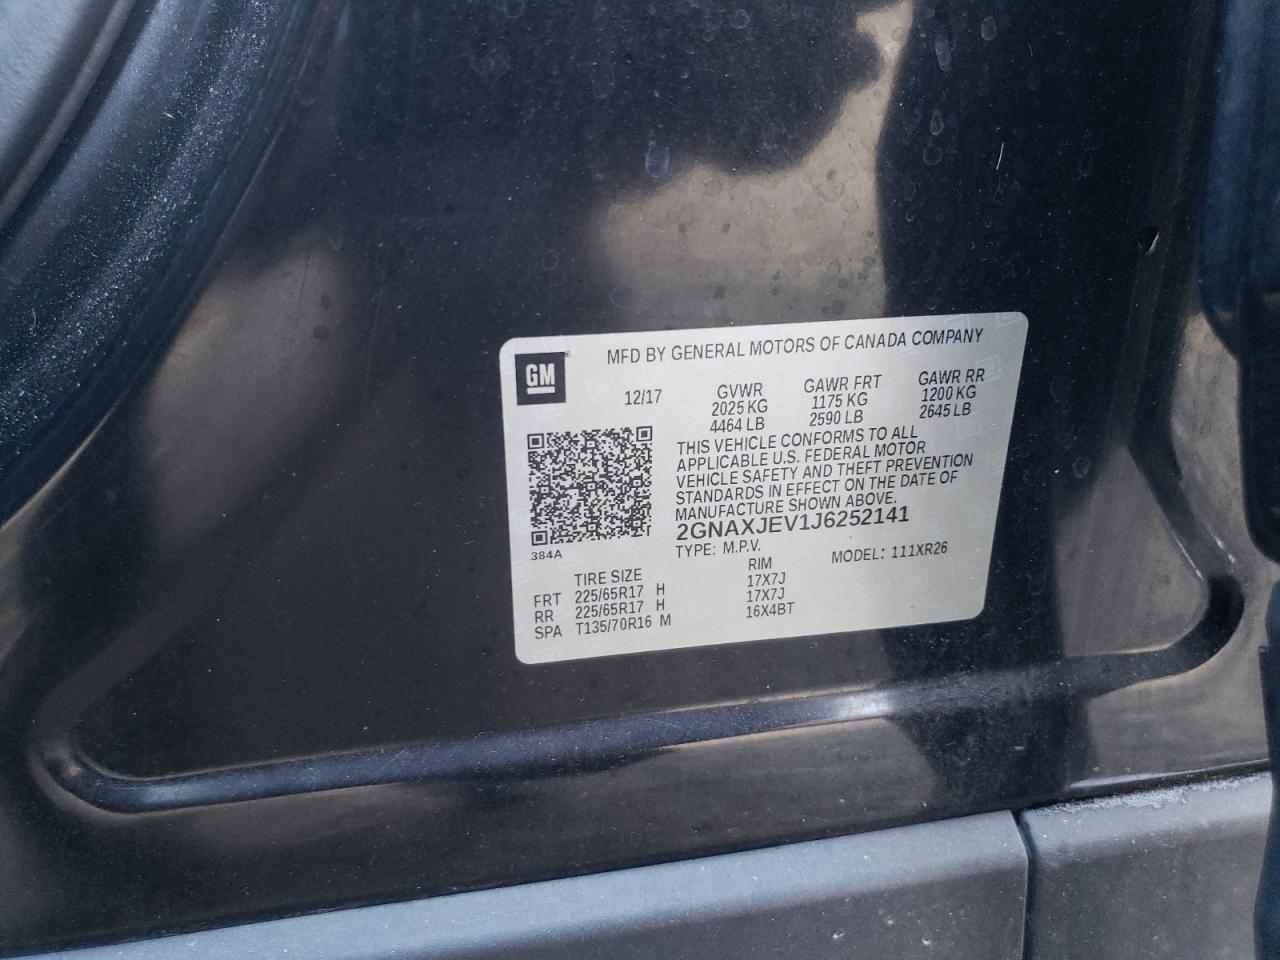 GM
MFD BY GENERAL MOTORS OF CANADA COMPANY
12/17
GVWR GAWR FRT GAWR RR
2025 KG 1175 KG 1200 KG
4464 LB 2590 LB 2645 LB
THIS VEHICLE CONFORMS TO ALL
APPLICABLE U.S. FEDERAL MOTOR
VEHICLE SAFETY AND THEFT PREVENTION
STANDARDS IN EFFECT ON THE DATE OF
MANUFACTURE SHOWN ABOVE.
2GNAXJEV1J6252141
384A
TYPE: M.P.V. MODEL: 111XR26
TIRE SIZE RIM
FRT 225/65R17 H 17X7J
RR 225/65R17 H 17X7J
SPA T135/70R16 M 16X4BT